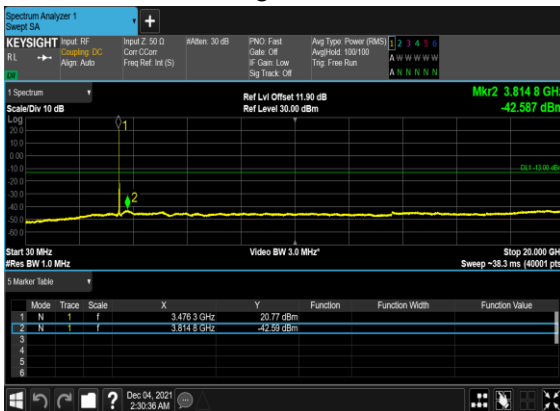 Spectrum Analyzer 1
Swept SA
KEYSIGHT Input: RF Input Z: 50 Ω #Atten: 30 dB PNO: Fast Avg Type: Power (RMS) 1 2 3 4 5 6
RL Coupling: DC Corr CCorr Gate: Off Avg|Hold: 100/100 A W W W W W
Align: Auto Freq Ref: Int (S) IF Gain: Low Trig: Free Run
Sig Track: Off A N N N N N
LV
1 Spectrum Ref Lvl Offset 11.90 dB Mkr2 3.814 8 GHz
Scale/Div 10 dB Ref Level 30.00 dBm -42.587 dBm
Log
1
20.0
10.0
0.00
-10.0
DL1 -13.00 dBm
-20.0
-30.0
2
-40.0
-50.0
-60.0
Start 30 MHz Video BW 3.0 MHz* Stop 20.000 GHz
#Res BW 1.0 MHz Sweep ~38.3 ms (40001 pts)
5 Marker Table
Mode Trace Scale X Y Function Function Width Function Value
1 N 1 f 3.476 3 GHz 20.77 dBm
2 N 1 f 3.814 8 GHz -42.59 dBm
3
4
5
6
? Dec 04, 2021
2:30:36 AM